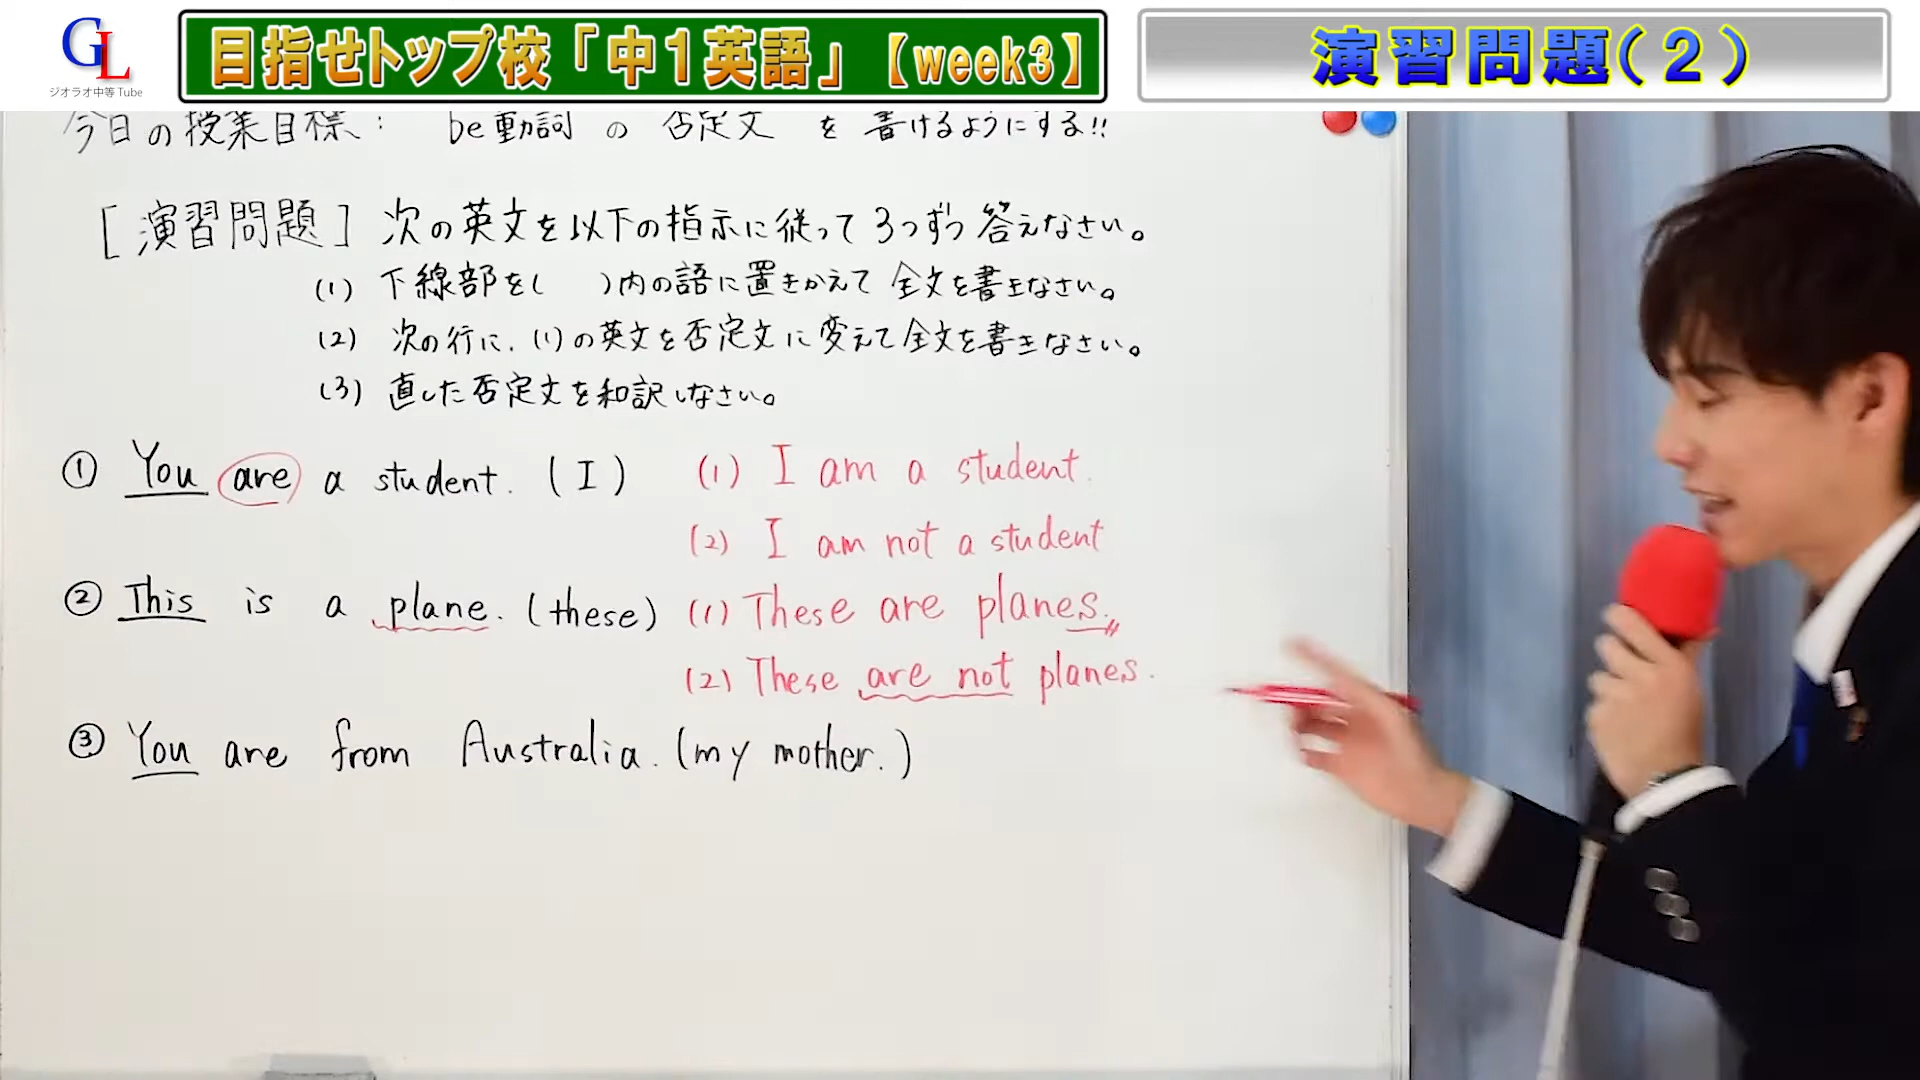 GL
ジオラオ中等Tube
目指せトップ校「中1英語」【week3】
演習問題(2)
今日の授業目標: be動詞 の 否定文 を 書けるようにする!!
[演習問題] 次の英文を以下の指示に従って3つずつ答えなさい。
(1) 下線部を( )内の語に置きかえて全文を書きなさい。
(2) 次の行に、(1)の英文を否定文に変えて全文を書きなさい。
(3) 直した否定文を和訳しなさい。
① You are a student. (I) (1) I am a student.
(2) I am not a student
② This is a plane. (these) (1) These are planes.
(2) These are not planes.
③ You are from Australia. (my mother.)